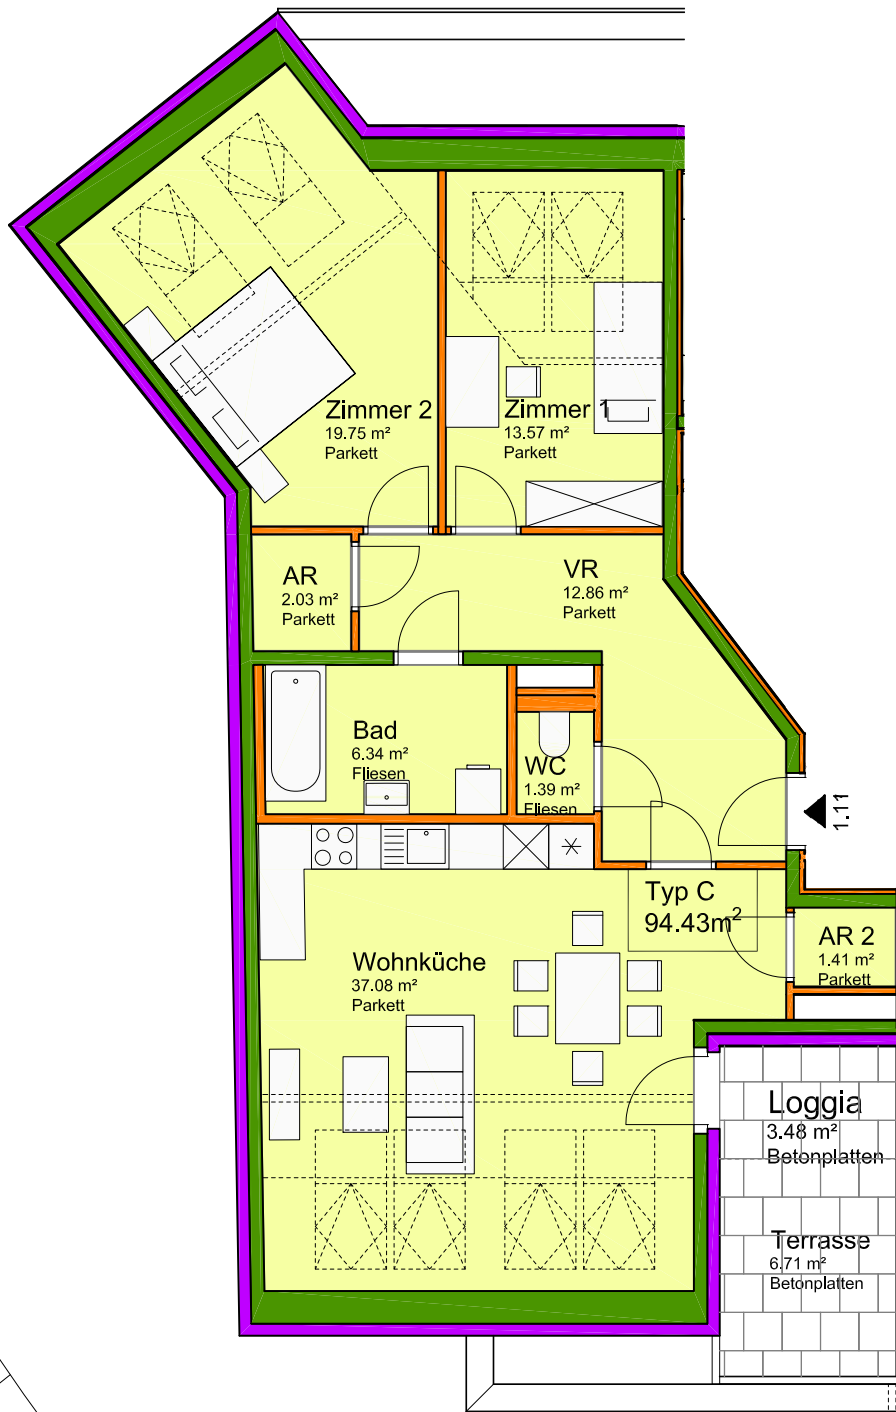 Zimmer 2
19.75 m²
Parkett
Zimmer 1
13.57 m²
Parkett
AR
2.03 m²
Parkett
VR
12.86 m²
Parkett
Bad
6.34 m²
Fliesen
WC
1.39 m²
Fliesen
1.11
Typ C
94.43m²
AR 2
1.41 m²
Parkett
Wohnküche
37.08 m²
Parkett
Loggia
3.48 m²
Betonplatten
Terrasse
6.71 m²
Betonplatten